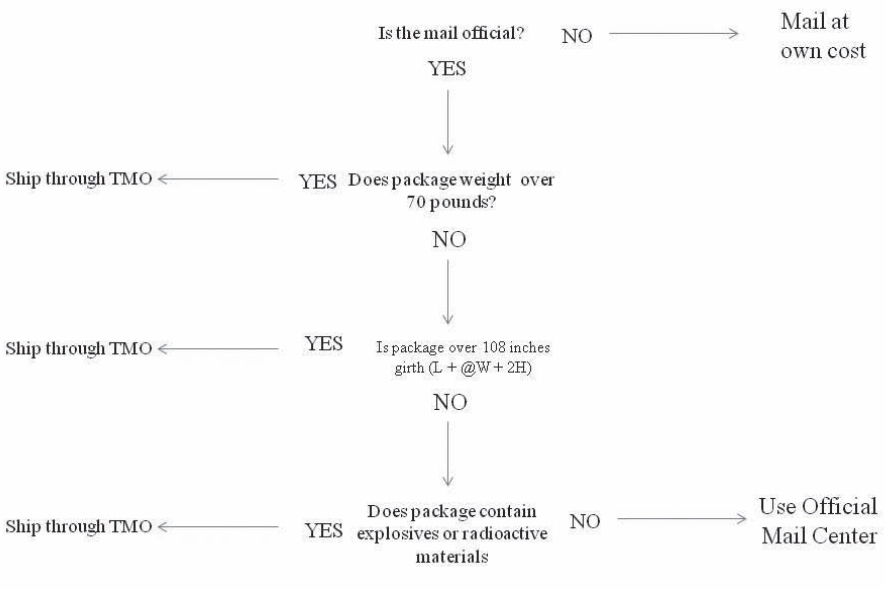 Is the mail official?
NO
Mail at
own cost
YES
Ship through TMO
YES
Does package weight over
70 pounds?
NO
Ship through TMO
YES
Is package over 108 inches
girth (L + @W + 2H)
NO
Ship through TMO
YES
Does package contain
explosives or radioactive
materials
NO
Use Official
Mail Center